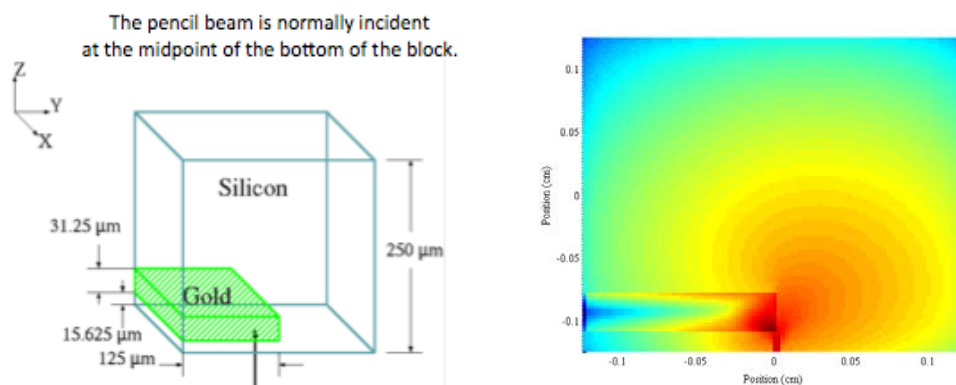 The pencil beam is normally incident
at the midpoint of the bottom of the block.
Z
Y
X
Silicon
31.25 μm
250 μm
Gold
15.625 μm
125 μm
0.1
0.05
0
-0.05
-0.1
Position (cm)
-0.1
-0.05
0
0.05
0.1
Position (cm)